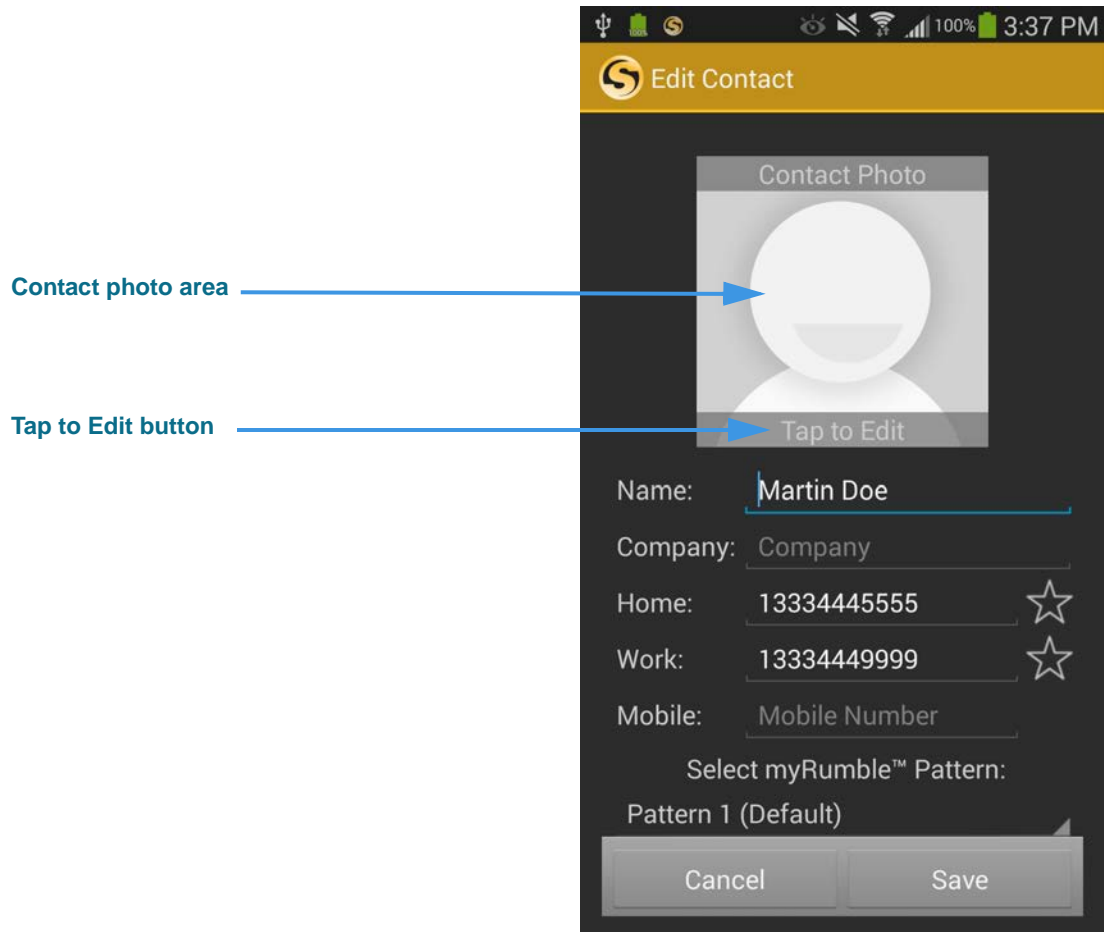 100% 3:37 PM
Edit Contact
Contact Photo
Contact photo area
Tap to Edit button
Tap to Edit
Name: Martin Doe
Company: Company
Home: 13334445555
Work: 13334449999
Mobile: Mobile Number
Select myRumble™ Pattern:
Pattern 1 (Default)
Cancel Save